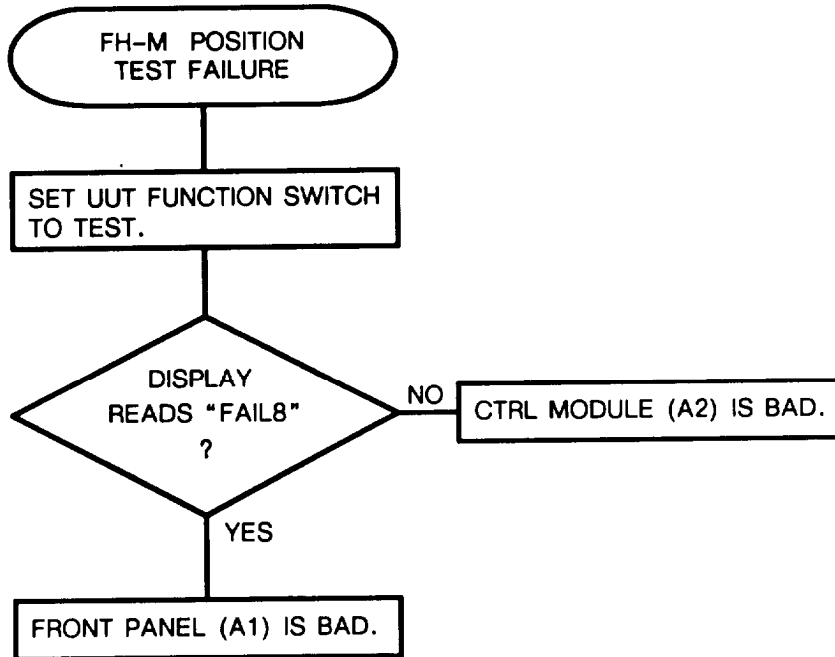 FH-M POSITION
TEST FAILURE
SET UUT FUNCTION SWITCH
TO TEST.
DISPLAY
READS “FAIL8”
?
NO
CTRL MODULE (A2) IS BAD.
YES
FRONT PANEL (A1) IS BAD.